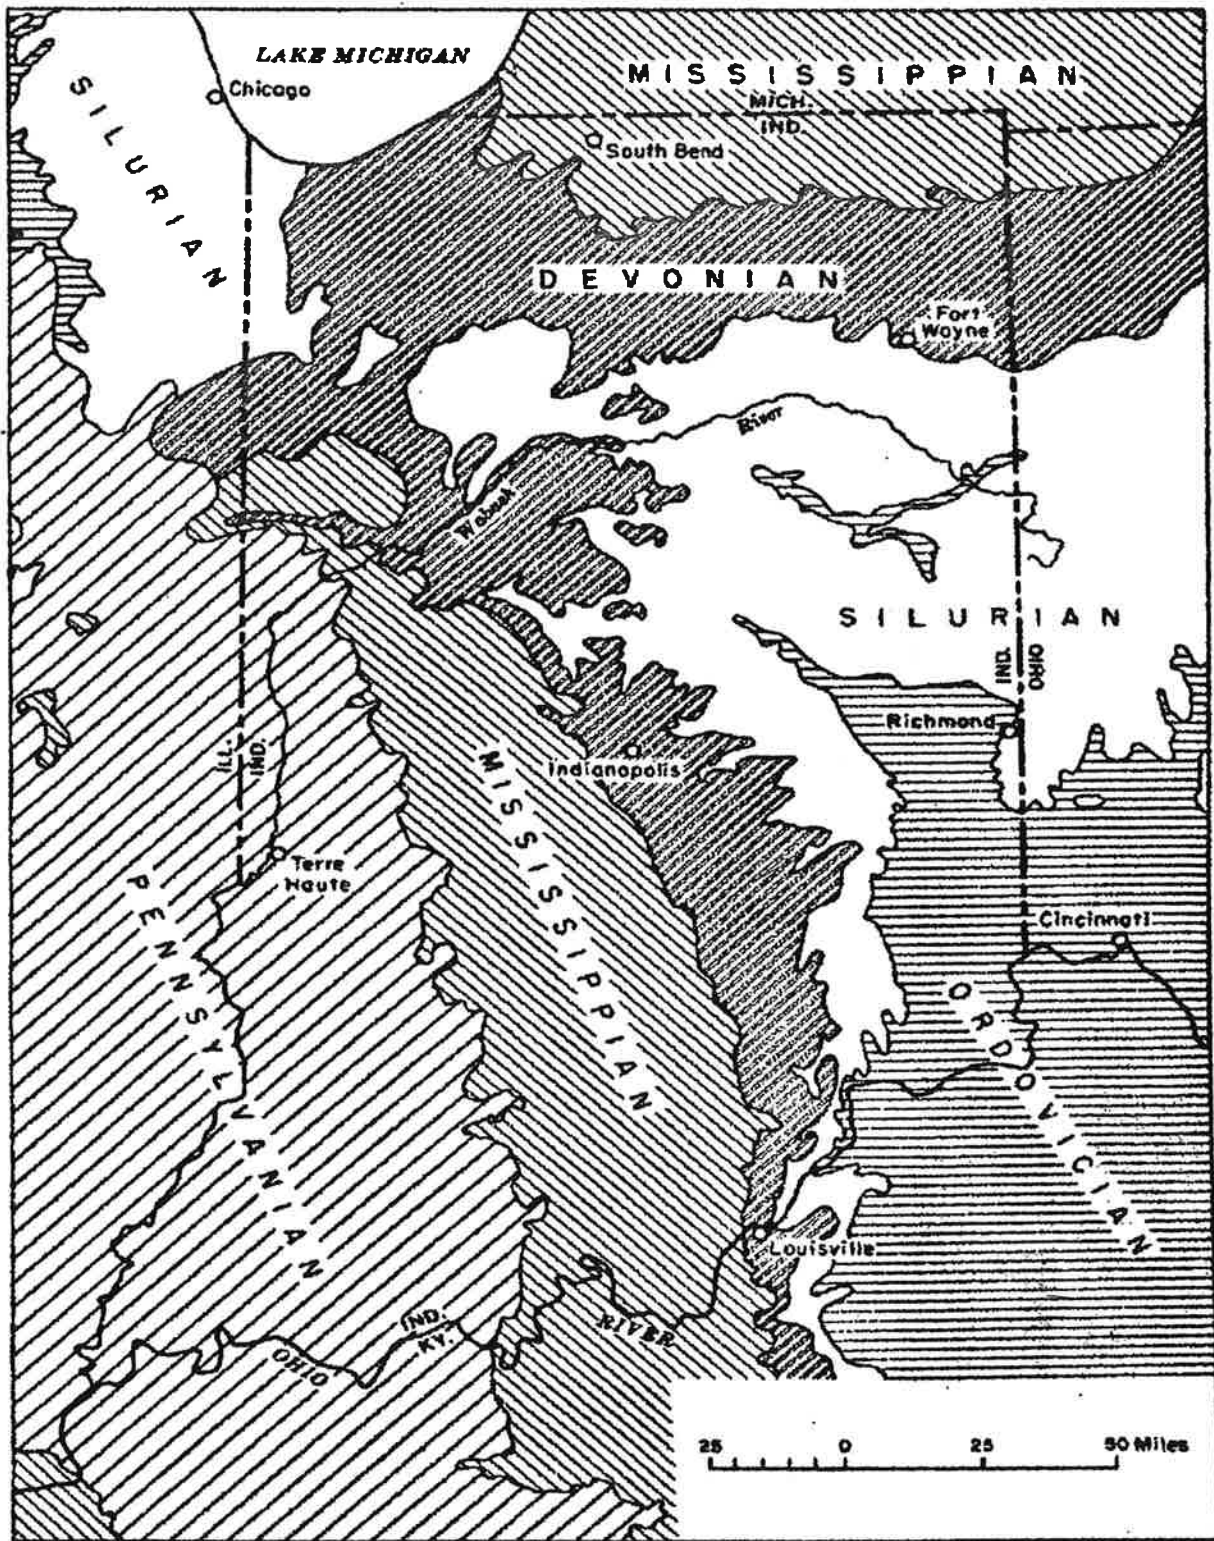 LAKE MICHIGAN
MISSISSIPPIAN
Chicago
MICH.
IND.
South Bend
SILURIAN
DEVONIAN
Fort
Wayne
River
Wabash
SILURIAN
IND.
OHIO
Richmond
Indianapolis
ILL.
IND.
MISSISSIPPIAN
Terre
Haute
PENNSYLVANIAN
Cincinnati
ORDOVICIAN
Louisville
IND.
KY.
RIVER
OHIO
25 0 25 50 Miles